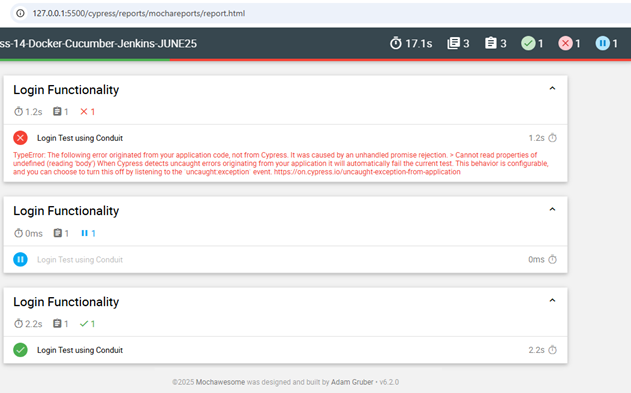 127.0.0.1:5500/cypress/reports/mochareports/report.html
ss-14-Docker-Cucumber-Jenkins-JUNE25 17.1s 3 3 1 1 1
Login Functionality
1.2s 1 1
Login Test using Conduit 1.2s
TypeError: The following error originated from your application code, not from Cypress. It was caused by an unhandled promise rejection. > Cannot read properties of
undefined (reading 'body') When Cypress detects uncaught errors originating from your application it will automatically fail the current test. This behavior is configurable,
and you can choose to turn this off by listening to the `uncaught:exception` event. https://on.cypress.io/uncaught-exception-from-application
Login Functionality
0ms 1 1
Login Test using Conduit 0ms
Login Functionality
2.2s 1 1
Login Test using Conduit 2.2s
©2025 Mochawesome was designed and built by Adam Gruber • v6.2.0